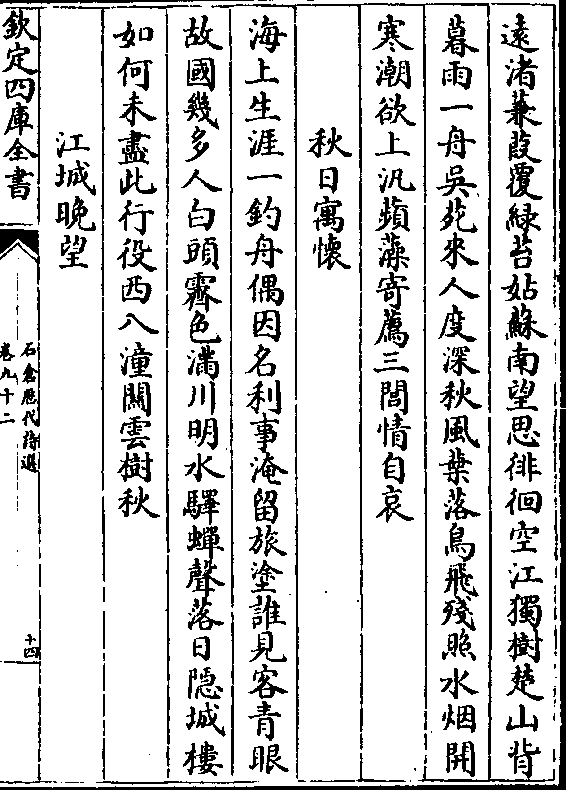 遠渚蒹葭覆緑苔姑蘇南望思徘徊空江獨樹楚山背
暮雨一舟吳苑來人度深秋風葉落鳥飛殘照水烟開
寒潮欲上汎蘋藻寄薦三閭情自哀
秋日寓懐
海上生涯一釣舟偶因名利事淹留旅塗誰見客青眼
故國幾多人白頭霽色滿川明水驛蟬聲落日隠城樓
如何未盡此行役西入潼關雲樹秋
江城晚望
欽定四庫全書
石倉歴代詩選
卷九十二
十四